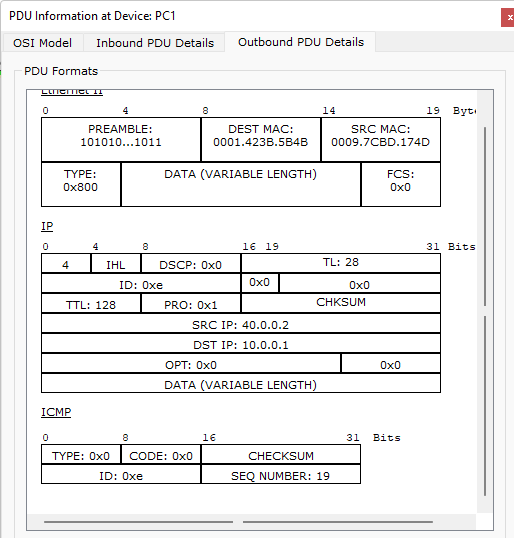 PDU Information at Device: PC1
x
OSI Model Inbound PDU Details Outbound PDU Details
PDU Formats
Ethernet II
0 4 8 14 19 Byte
PREAMBLE: 101010...1011 DEST MAC: 0001.423B.5B4B SRC MAC: 0009.7CBD.174D
TYPE: 0x800 DATA (VARIABLE LENGTH) FCS: 0x0
IP
0 4 8 16 19 31 Bits
4 IHL DSCP: 0x0 TL: 28
ID: 0xe 0x0 0x0
TTL: 128 PRO: 0x1 CHKSUM
SRC IP: 40.0.0.2
DST IP: 10.0.0.1
OPT: 0x0 0x0
DATA (VARIABLE LENGTH)
ICMP
0 8 16 31 Bits
TYPE: 0x0 CODE: 0x0 CHECKSUM
ID: 0xe SEQ NUMBER: 19